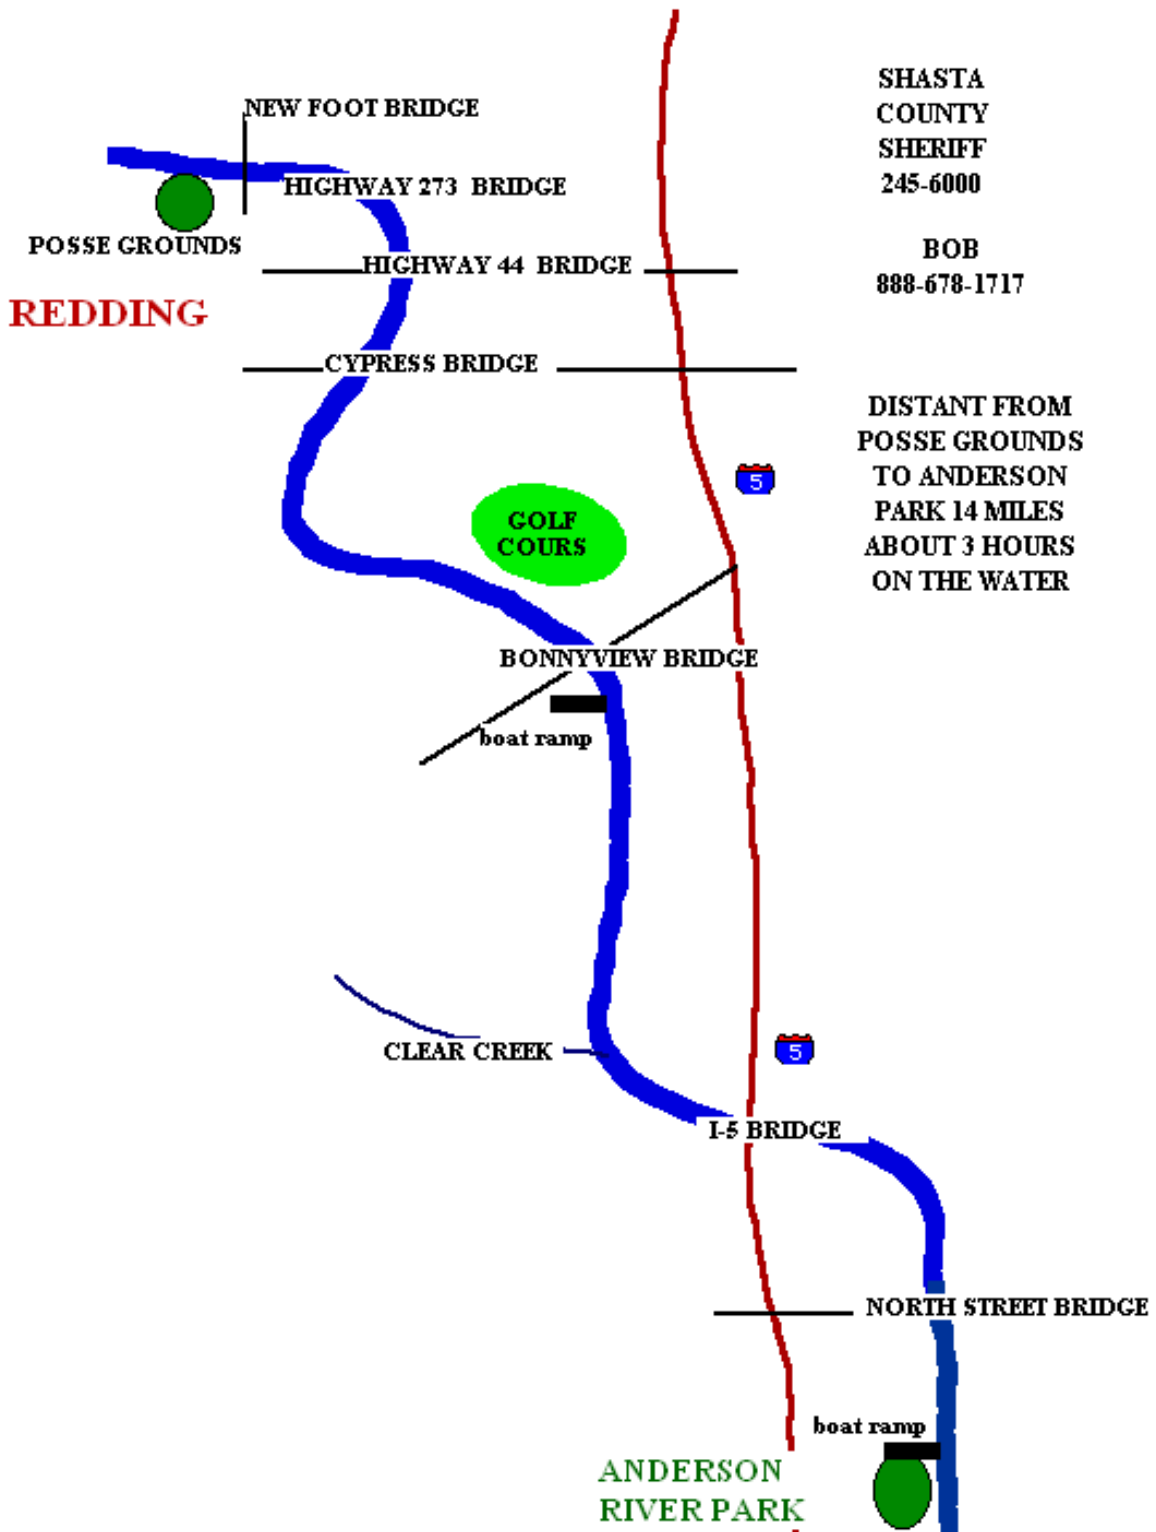 NEW FOOT BRIDGE
HIGHWAY 273 BRIDGE
POSSE GROUNDS
HIGHWAY 44 BRIDGE
REDDING
CYPRESS BRIDGE
SHASTA
COUNTY
SHERIFF
245-6000
BOB
888-678-1717
DISTANT FROM
POSSE GROUNDS
TO ANDERSON
PARK 14 MILES
ABOUT 3 HOURS
ON THE WATER
5
GOLF
COURS
BONNYVIEW BRIDGE
boat ramp
CLEAR CREEK
5
I-5 BRIDGE
NORTH STREET BRIDGE
boat ramp
ANDERSON
RIVER PARK